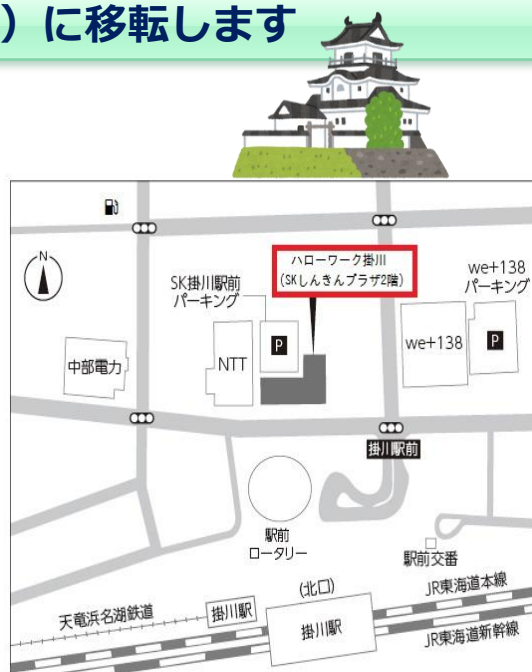 ）に移転します
N
ハローワーク掛川
（SKしんきんプラザ2階）
SK掛川駅前
パーキング
we+138
パーキング
中部電力
NTT
P
we+138
P
掛川駅前
駅前
ロータリー
駅前交番
(北口)
JR東海道本線
天竜浜名湖鉄道
掛川駅
掛川駅
JR東海道新幹線